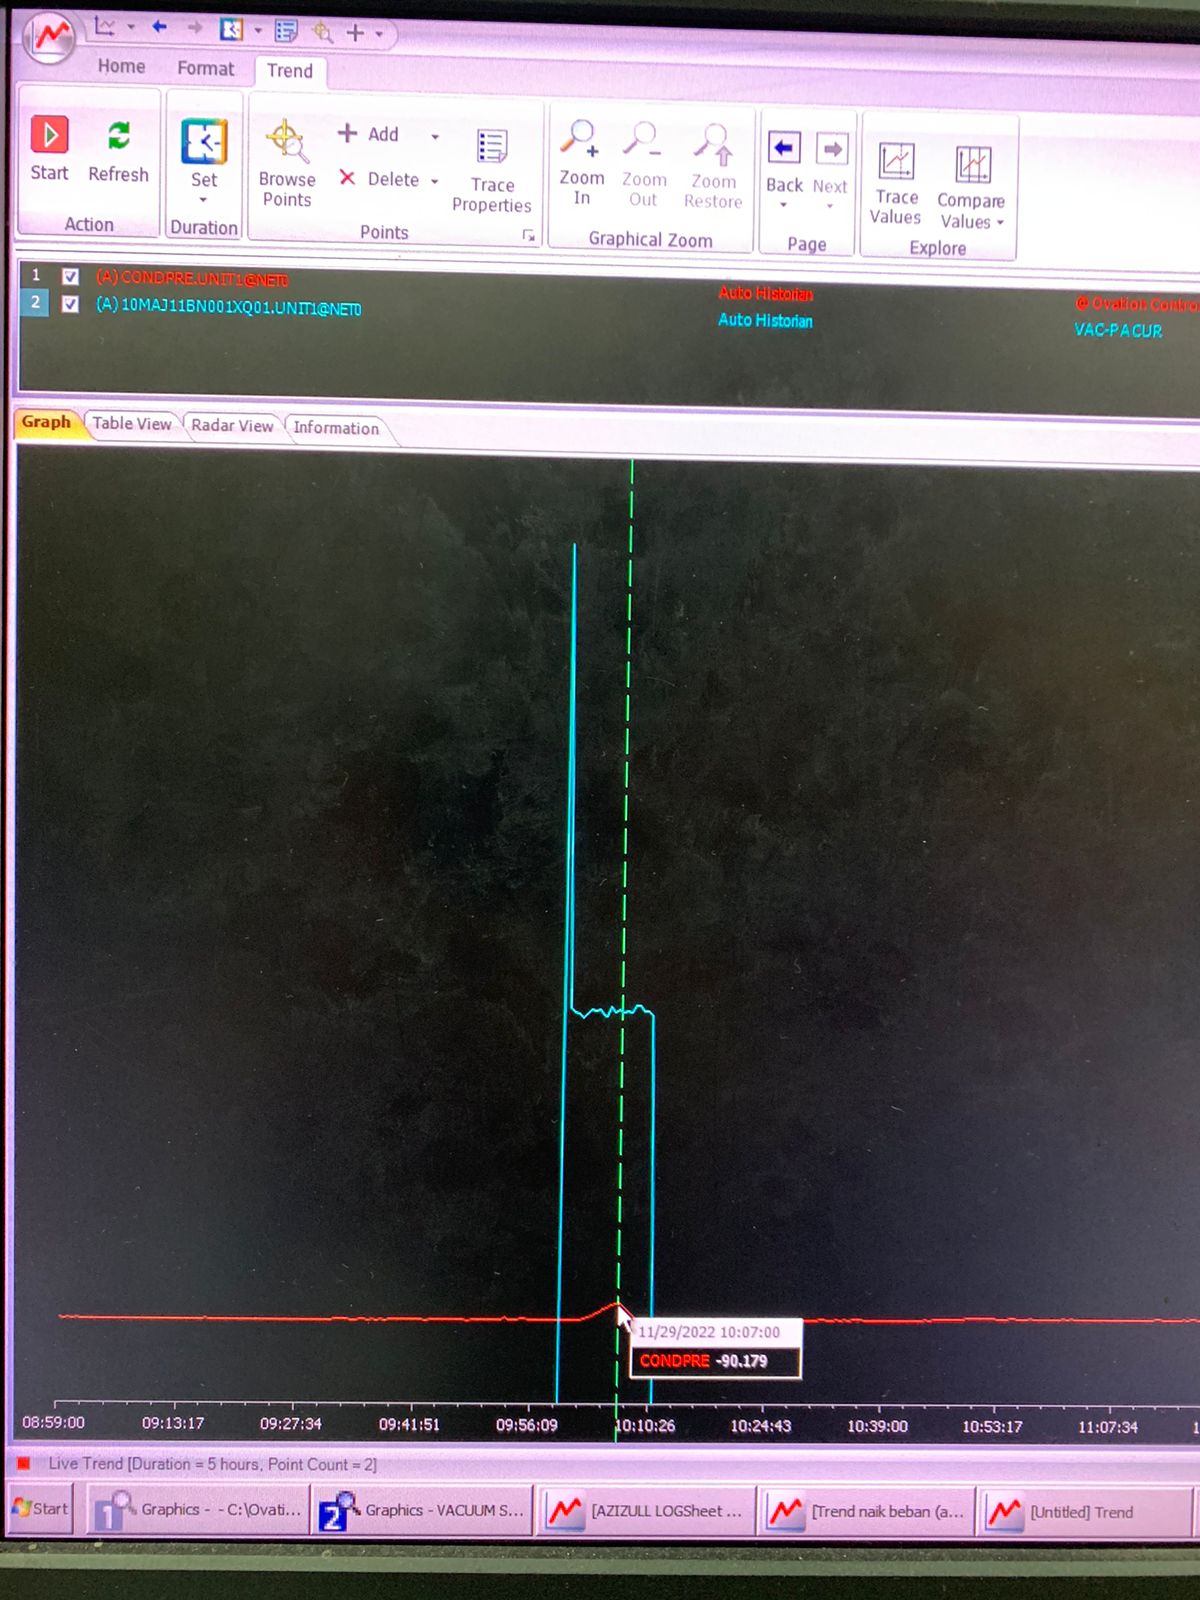 Home Format Trend
Start Refresh Set Browse Points Add Delete Trace Properties Zoom In Zoom Out Zoom Restore Back Next Trace Values Compare Values
Action Duration Points Graphical Zoom Page Explore
1 (A) CONDPRE.UNIT1@NET0 Auto Historian @ Ovation Contro
2 (A) 10MAJ11BN001XQ01.UNIT1@NET0 Auto Historian VAC-PACUR
Graph Table View Radar View Information
11/29/2022 10:07:00
CONDPRE -90.179
08:59:00 09:13:17 09:27:34 09:41:51 09:56:09 10:10:26 10:24:43 10:39:00 10:53:17 11:07:34 1
Live Trend [Duration = 5 hours, Point Count = 2]
Start 1 Graphics - - C:\Ovati... 2 Graphics - VACUUM S... [AZIZULL LOGSheet ... [Trend naik beban (a... [Untitled] Trend